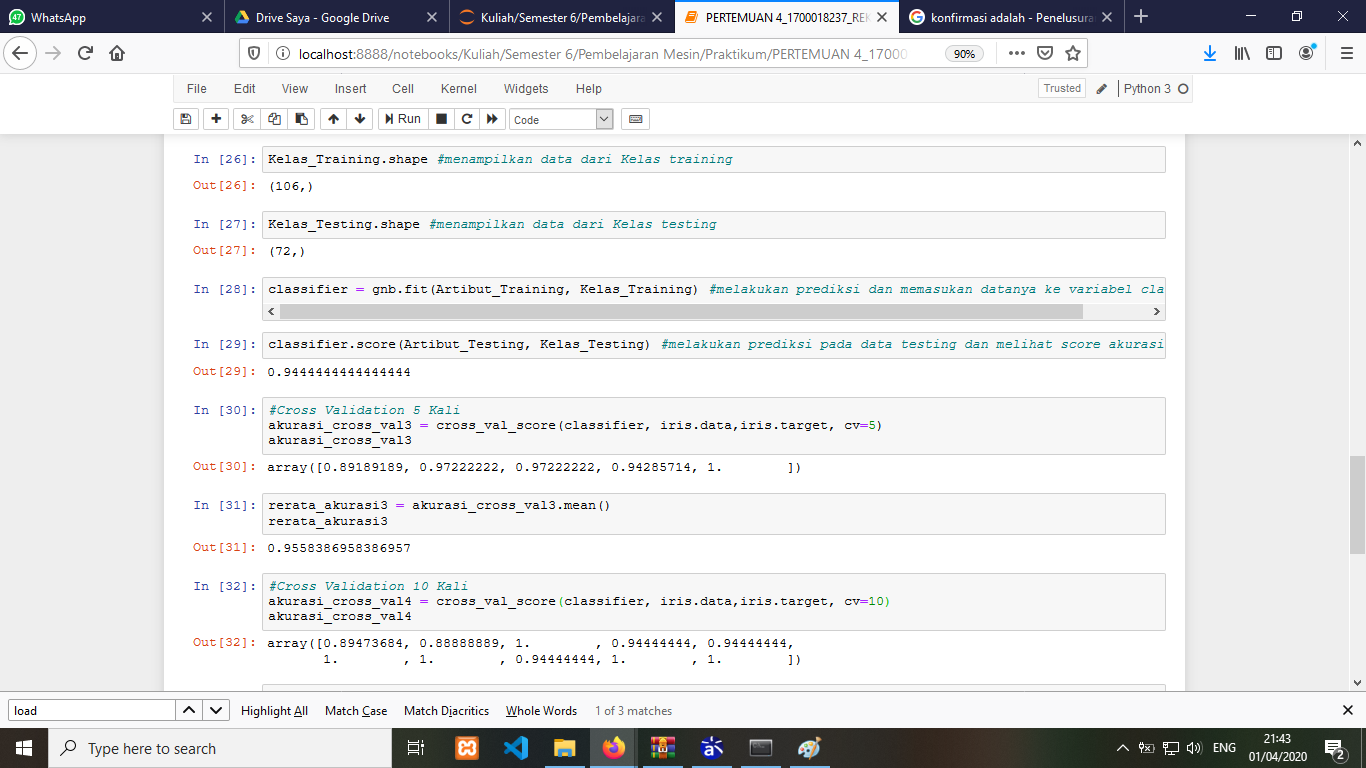 WhatsApp
Drive Saya - Google Drive
Kuliah/Semester 6/Pembelajara
PERTEMUAN 4_1700018237_REK
konfirmasi adalah - Penelusura
localhost:8888/notebooks/Kuliah/Semester 6/Pembelajaran Mesin/Praktikum/PERTEMUAN 4_17000
90%
File Edit View Insert Cell Kernel Widgets Help
Trusted
Python 3
Run
Code
In [26]: Kelas_Training.shape #menampilkan data dari Kelas training
Out[26]: (106,)
In [27]: Kelas_Testing.shape #menampilkan data dari Kelas testing
Out[27]: (72,)
In [28]: classifier = gnb.fit(Artibut_Training, Kelas_Training) #melakukan prediksi dan memasukan datanya ke variabel cla
In [29]: classifier.score(Artibut_Testing, Kelas_Testing) #melakukan prediksi pada data testing dan melihat score akurasi
Out[29]: 0.9444444444444444
In [30]: #Cross Validation 5 Kali
akurasi_cross_val3 = cross_val_score(classifier, iris.data,iris.target, cv=5)
akurasi_cross_val3
Out[30]: array([0.89189189, 0.97222222, 0.97222222, 0.94285714, 1.        ])
In [31]: rerata_akurasi3 = akurasi_cross_val3.mean()
rerata_akurasi3
Out[31]: 0.9558386958386957
In [32]: #Cross Validation 10 Kali
akurasi_cross_val4 = cross_val_score(classifier, iris.data,iris.target, cv=10)
akurasi_cross_val4
Out[32]: array([0.89473684, 0.88888889, 1.        , 0.94444444, 0.94444444,
1.        , 1.        , 0.94444444, 1.        , 1.        ])
load
Highlight All
Match Case
Match Diacritics
Whole Words
1 of 3 matches
Type here to search
ENG
21:43
01/04/2020
2